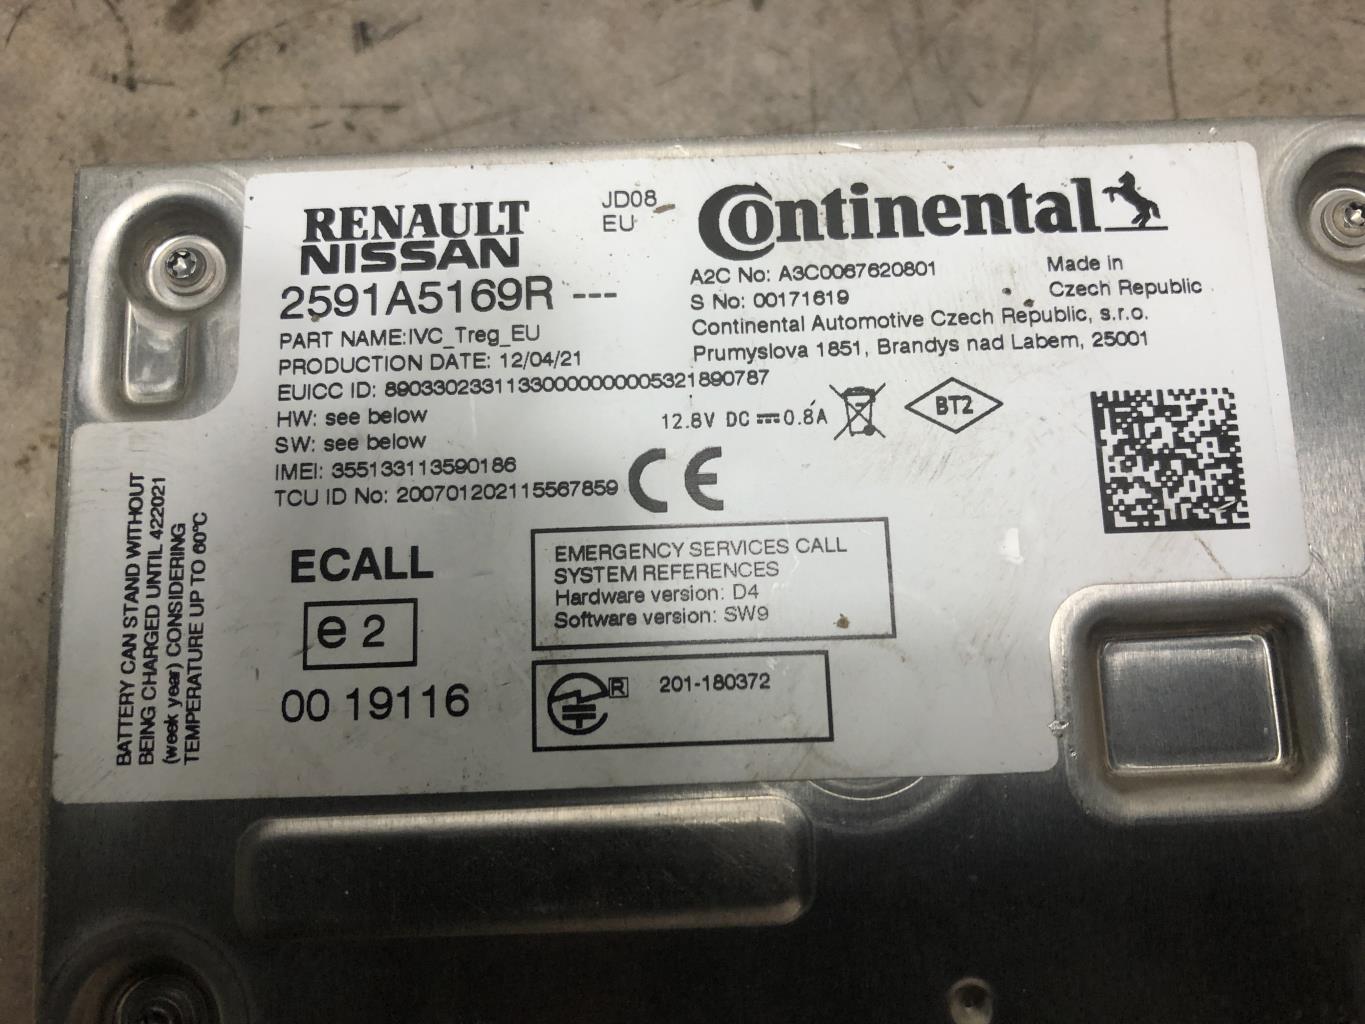 RENAULT
NISSAN
2591A5169R ---
PART NAME:IVC_Treg_EU
PRODUCTION DATE: 12/04/21
EUICC ID: 89033023311330000000005321890787
HW: see below
SW: see below
IMEI: 355133113590186
TCU ID No: 200701202115567859
JD08
EU
Continental
A2C No: A3C0067620801
S No: 00171619
Made in
Czech Republic
Continental Automotive Czech Republic, s.r.o.
Prumyslova 1851, Brandys nad Labem, 25001
12.8V DC 0.8A
BT2
CE
BATTERY CAN STAND WITHOUT
BEING CHARGED UNTIL 422021
(week year) CONSIDERING
TEMPERATURE UP TO 60°C
ECALL
e2
00 19116
EMERGENCY SERVICES CALL
SYSTEM REFERENCES
Hardware version: D4
Software version: SW9
R 201-180372